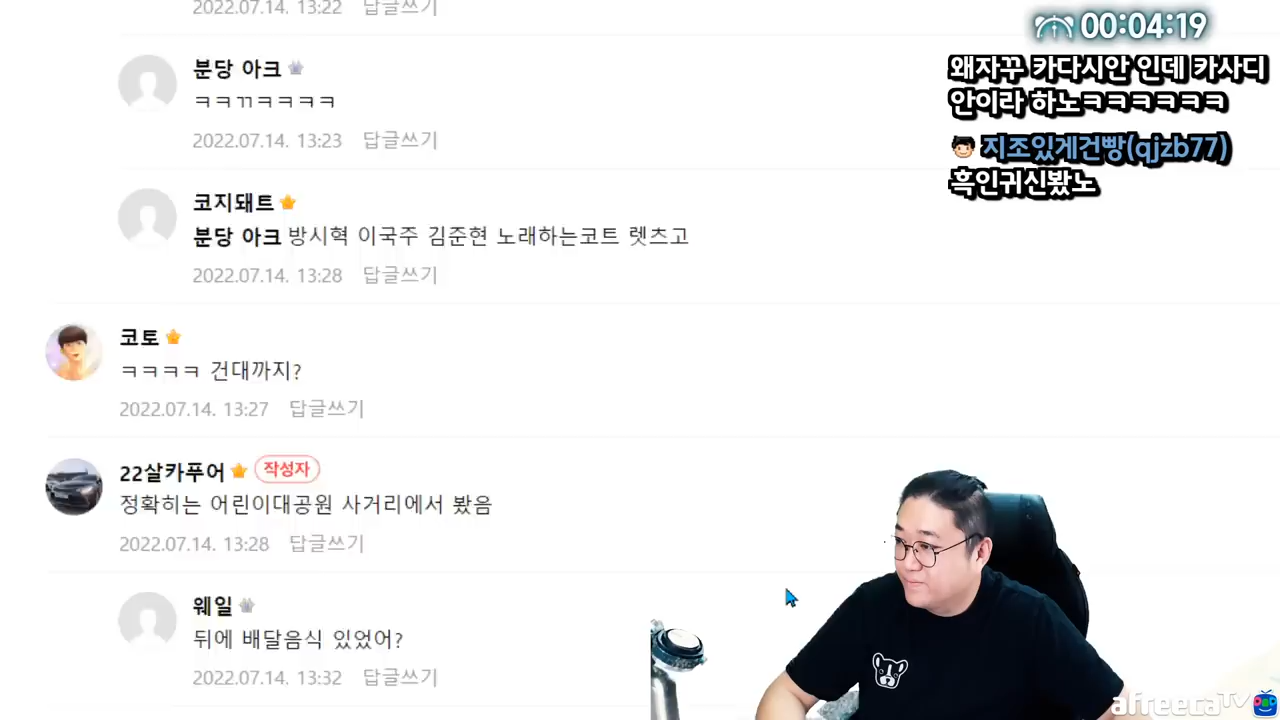 2022.07.14. 13:22 답글쓰기
00:04:19
분당 아크
ㅋㅋㄲㅋㅋㅋㅋ
2022.07.14. 13:23 답글쓰기
왜자꾸 카다시안 인데 카사디
안이라 하노ㅋㅋㅋㅋㅋㅋ
지조있게건빵(qjzb77)
흑인귀신봤노
코지돼트
분당 아크 방시혁 이국주 김준현 노래하는코트 렛츠고
2022.07.14. 13:28 답글쓰기
코토
ㅋㅋㅋㅋ 건대까지?
2022.07.14. 13:27 답글쓰기
22살카푸어 작성자
정확히는 어린이대공원 사거리에서 봤음
2022.07.14. 13:28 답글쓰기
웨일
뒤에 배달음식 있었어?
2022.07.14. 13:32 답글쓰기
afreecaTV